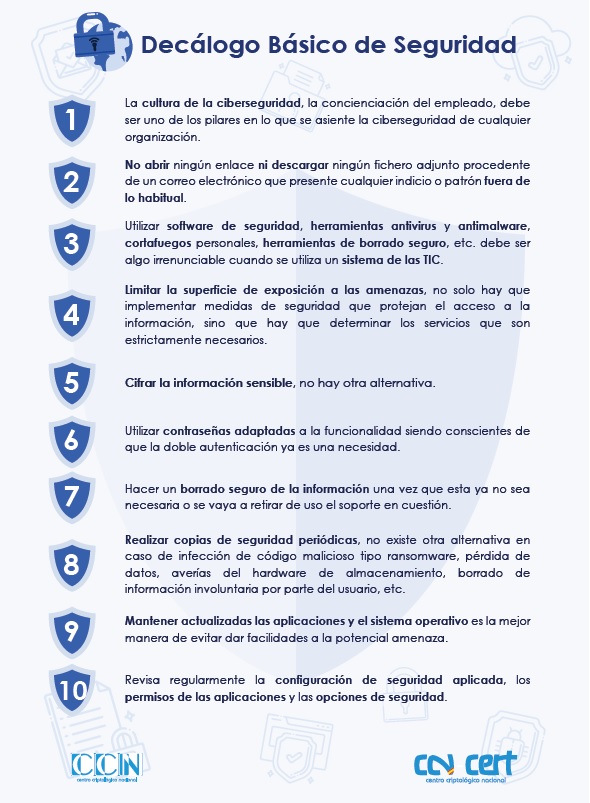 Decálogo Básico de Seguridad
1
La cultura de la ciberseguridad, la concienciación del empleado, debe
ser uno de los pilares en lo que se asiente la ciberseguridad de cualquier
organización.
2
No abrir ningún enlace ni descargar ningún fichero adjunto procedente
de un correo electrónico que presente cualquier indicio o patrón fuera de
lo habitual.
3
Utilizar software de seguridad, herramientas antivirus y antimalware,
cortafuegos personales, herramientas de borrado seguro, etc. debe ser
algo irrenunciable cuando se utiliza un sistema de las TIC.
4
Limitar la superficie de exposición a las amenazas, no solo hay que
implementar medidas de seguridad que protejan el acceso a la
información, sino que hay que determinar los servicios que son
estrictamente necesarios.
5
Cifrar la información sensible, no hay otra alternativa.
6
Utilizar contraseñas adaptadas a la funcionalidad siendo conscientes de
que la doble autenticación ya es una necesidad.
7
Hacer un borrado seguro de la información una vez que esta ya no sea
necesaria o se vaya a retirar de uso el soporte en cuestión.
8
Realizar copias de seguridad periódicas, no existe otra alternativa en
caso de infección de código malicioso tipo ransomware, pérdida de
datos, averías del hardware de almacenamiento, borrado de
información involuntaria por parte del usuario, etc.
9
Mantener actualizadas las aplicaciones y el sistema operativo es la mejor
manera de evitar dar facilidades a la potencial amenaza.
10
Revisa regularmente la configuración de seguridad aplicada, los
permisos de las aplicaciones y las opciones de seguridad.
CCN
centro criptológico nacional
ccn cert
centro criptológico nacional